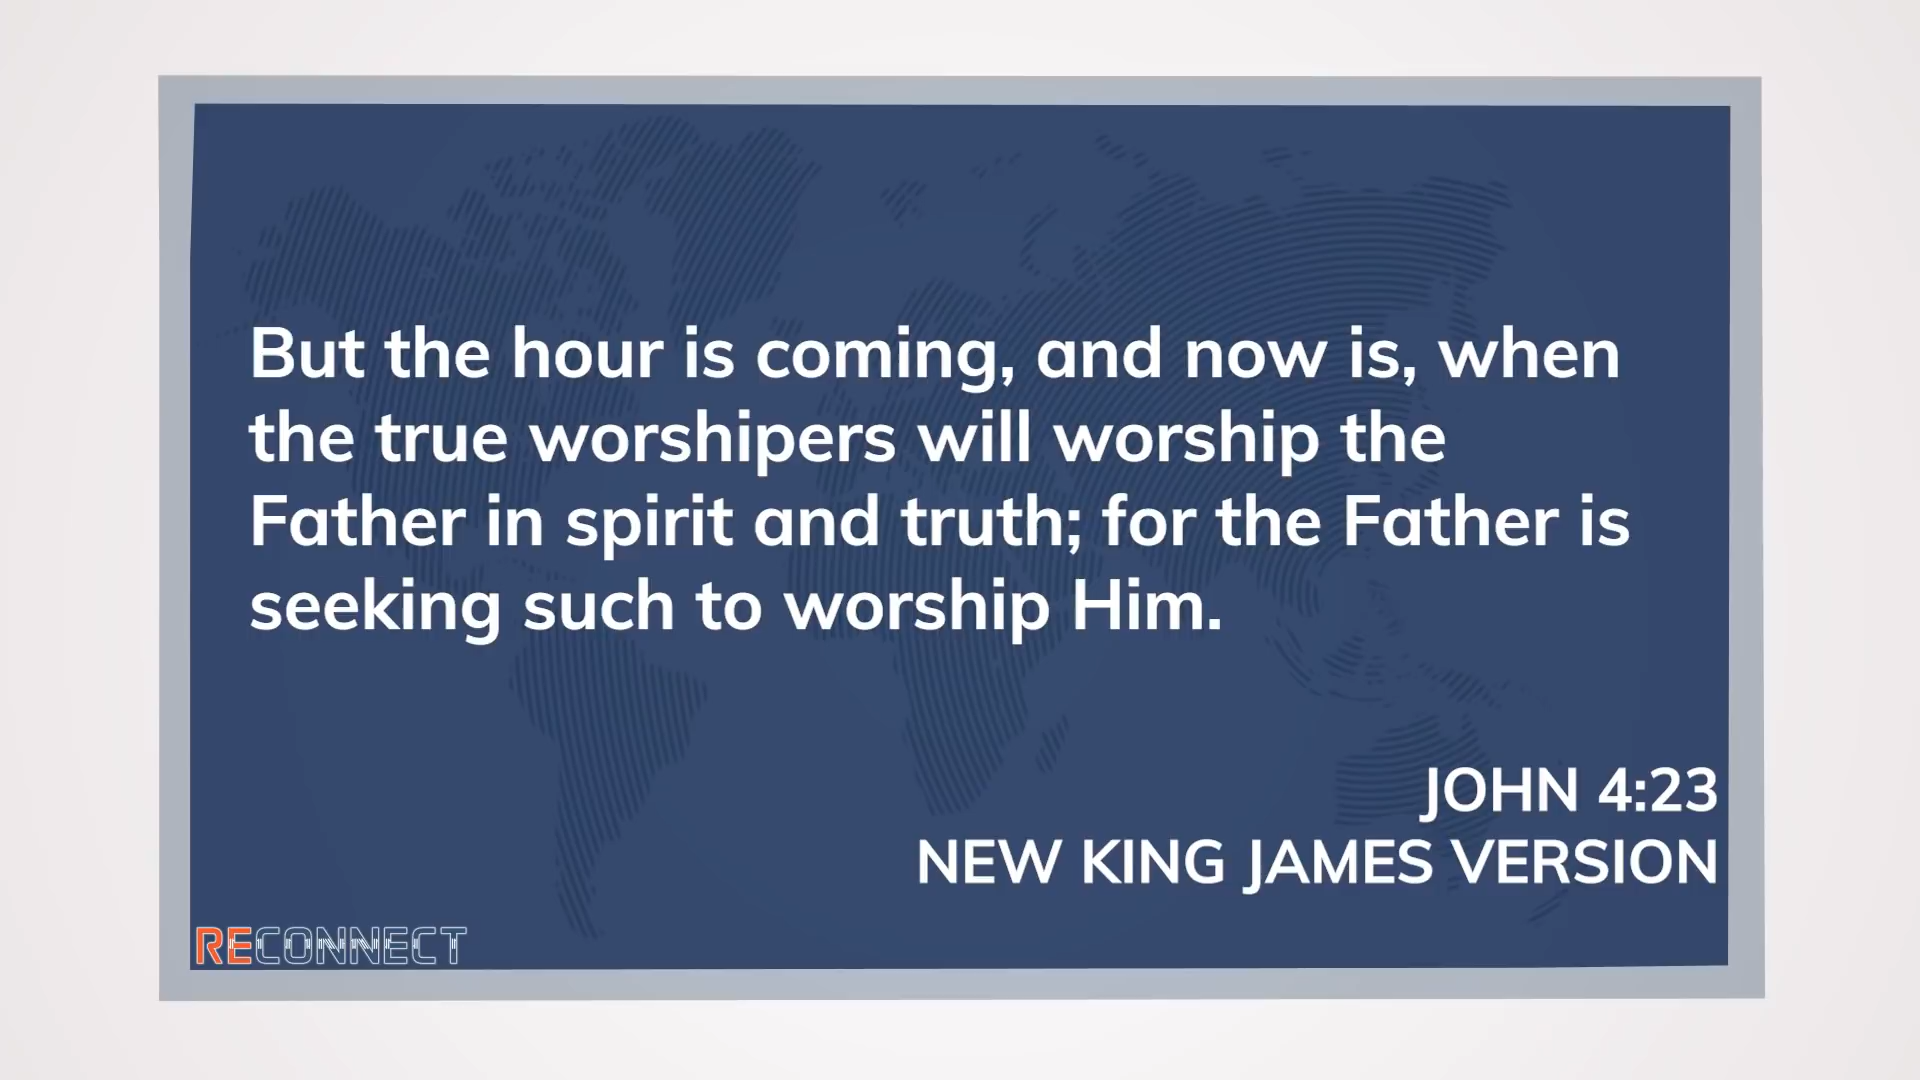 But the hour is coming, and now is, when
the true worshipers will worship the
Father in spirit and truth; for the Father is
seeking such to worship Him.
JOHN 4:23
NEW KING JAMES VERSION
RECONNECT